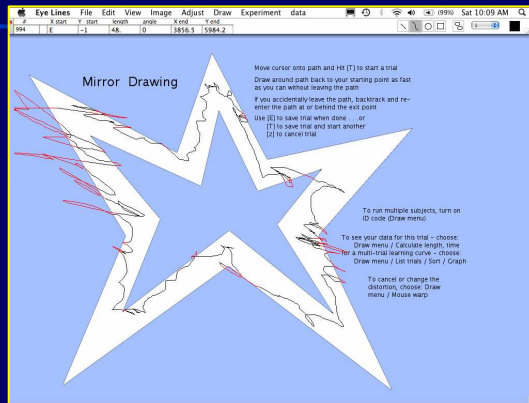 Eye Lines File Edit View Image Adjust Draw Experiment data (99%) Sat 10:09 AM
# X start Y start length angle X end Y end
994 E -1 48. 0 3856.5 5984.2
Mirror Drawing
Move cursor onto path and Hit [T] to start a trial
Draw around path back to your starting point as fast
as you can without leaving the path
If you accidentally leave the path, backtrack and re-
enter the path at or behind the exit point
Use [E] to save trial when done . . . or
[T] to save trial and start another
[z] to cancel trial
To run multiple subjects, turn on
ID code (Draw menu)
To see your data for this trial - choose:
Draw menu / Calculate length, time
for a multi-trial learning curve - choose:
Draw menu / List trials / Sort / Graph
To cancel or change the
distortion, choose: Draw
menu / Mouse warp